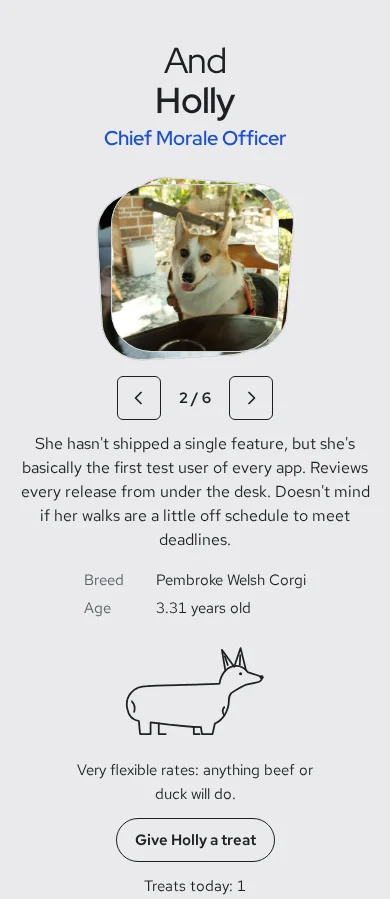 And
Holly
Chief Morale Officer
2 / 6
She hasn't shipped a single feature, but she's
basically the first test user of every app. Reviews
every release from under the desk. Doesn't mind
if her walks are a little off schedule to meet
deadlines.
Breed Pembroke Welsh Corgi
Age 3.31 years old
Very flexible rates: anything beef or
duck will do.
Give Holly a treat
Treats today: 1